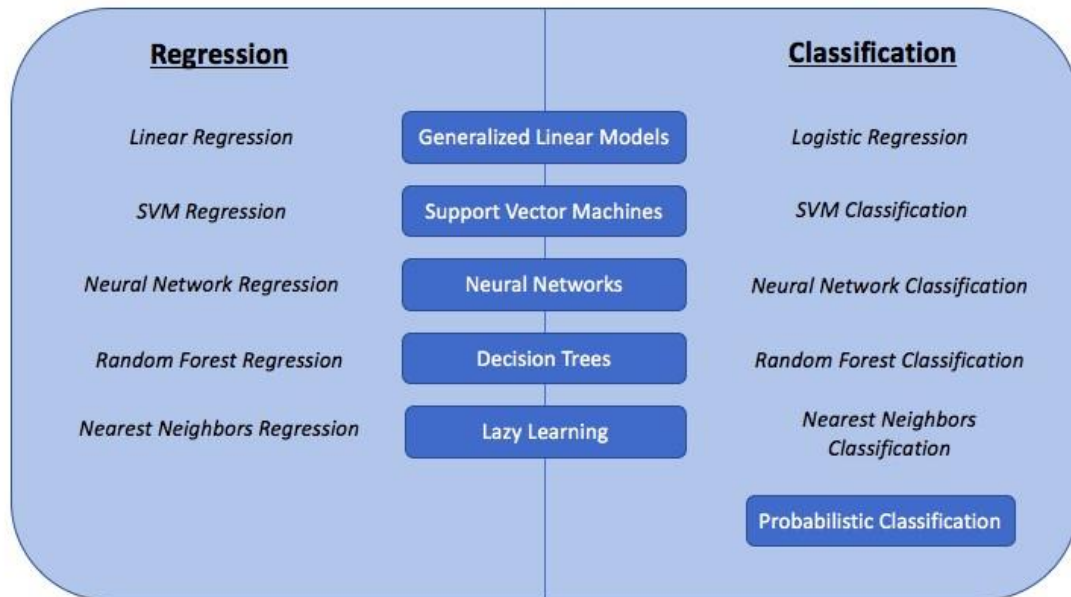 Regression
Classification
Linear Regression
Generalized Linear Models
Logistic Regression
SVM Regression
Support Vector Machines
SVM Classification
Neural Network Regression
Neural Networks
Neural Network Classification
Random Forest Regression
Decision Trees
Random Forest Classification
Nearest Neighbors Regression
Lazy Learning
Nearest Neighbors
Classification
Probabilistic Classification